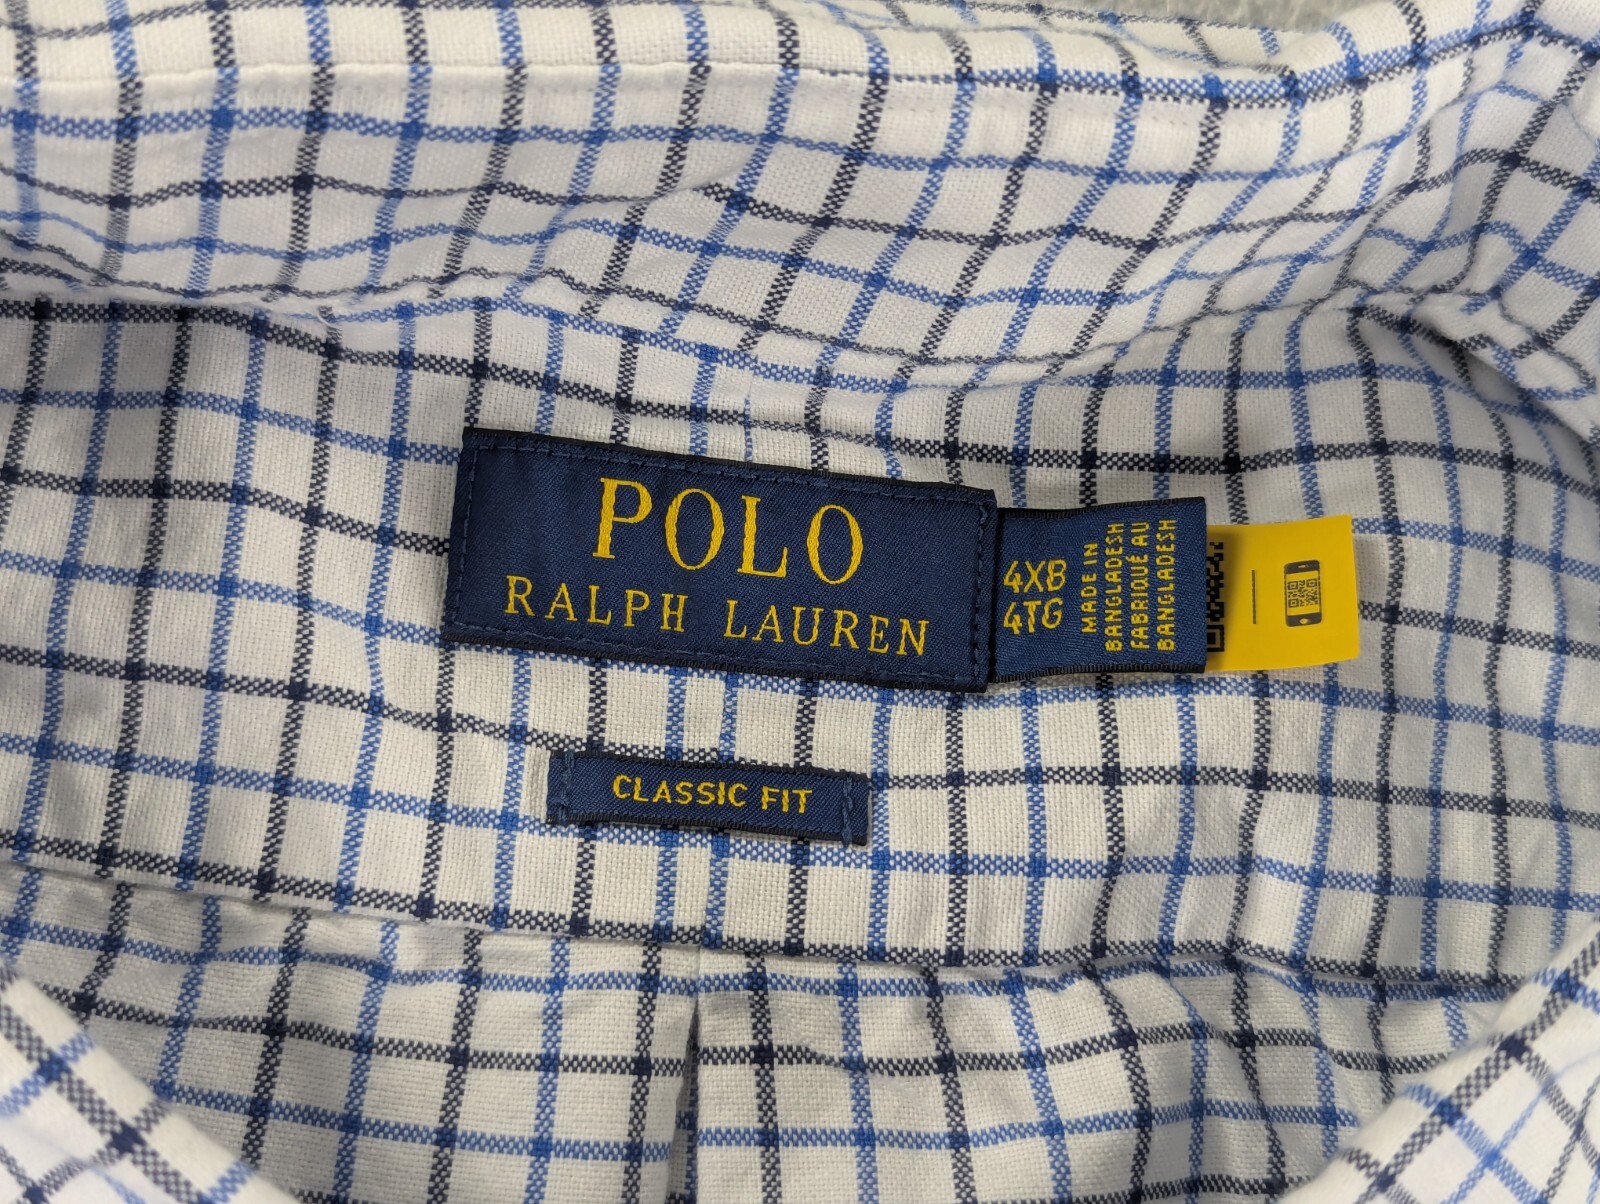 POLO
RALPH LAUREN
4XB
4TG
MADE IN
BANGLADESH
FABRIQUÉ AU
BANGLADESH
CLASSIC FIT